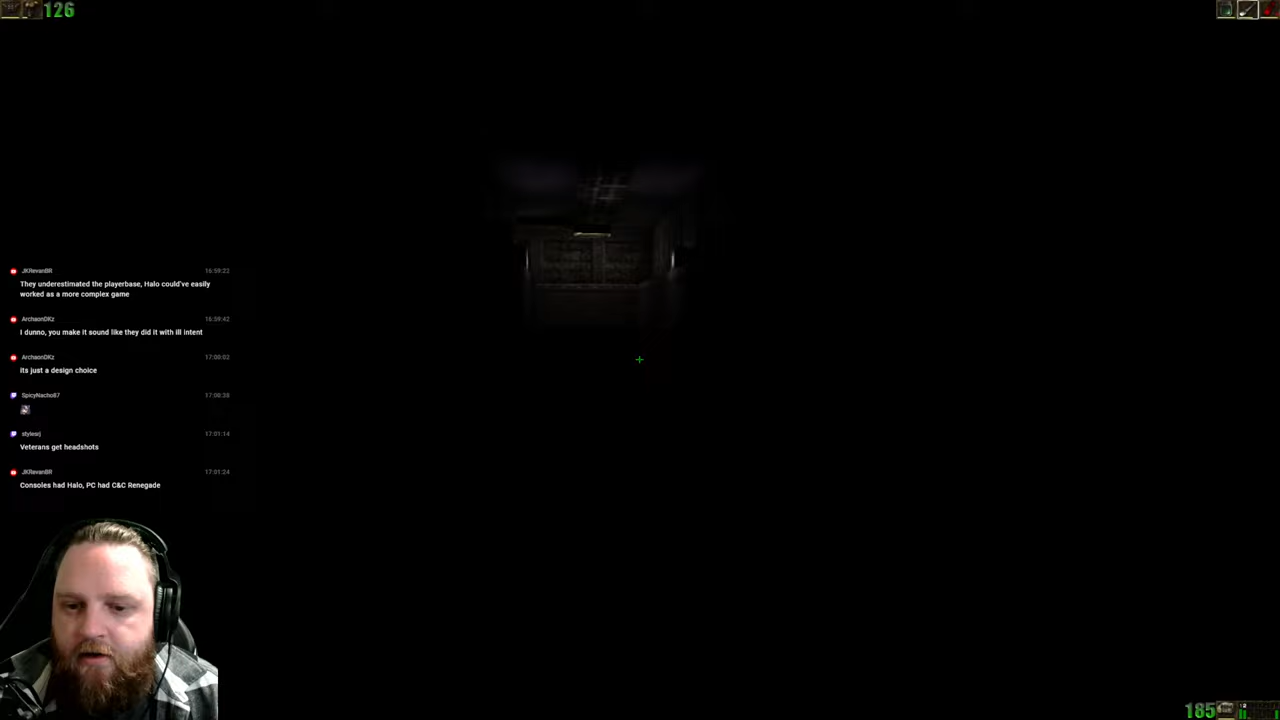 126
JKRevanBR 16:59:22
They underestimated the playerbase, Halo could've easily
worked as a more complex game
ArchaonDKz 16:59:42
I dunno, you make it sound like they did it with ill intent
ArchaonDKz 17:00:02
Its just a design choice
SpicyNacho87 17:00:38
stylesrj 17:01:14
Veterans get headshots
JKRevanBR 17:01:24
Consoles had Halo, PC had C&C Renegade
185